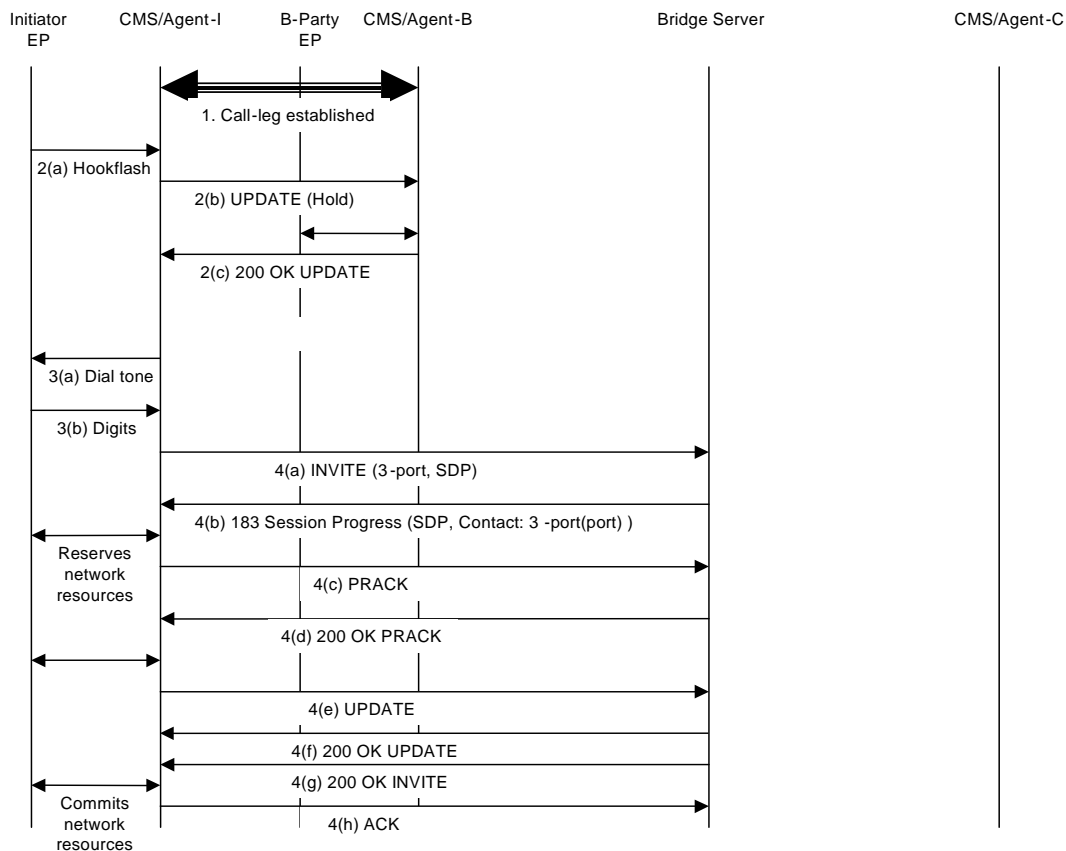 Initiator EP
CMS/Agent-I
B-Party EP
CMS/Agent-B
Bridge Server
CMS/Agent-C
1. Call-leg established
2(a) Hookflash
2(b) UPDATE (Hold)
2(c) 200 OK UPDATE
3(a) Dial tone
3(b) Digits
4(a) INVITE (3-port, SDP)
4(b) 183 Session Progress (SDP, Contact: 3 -port(port) )
Reserves
network
resources
4(c) PRACK
4(d) 200 OK PRACK
4(e) UPDATE
4(f) 200 OK UPDATE
4(g) 200 OK INVITE
Commits
network
resources
4(h) ACK